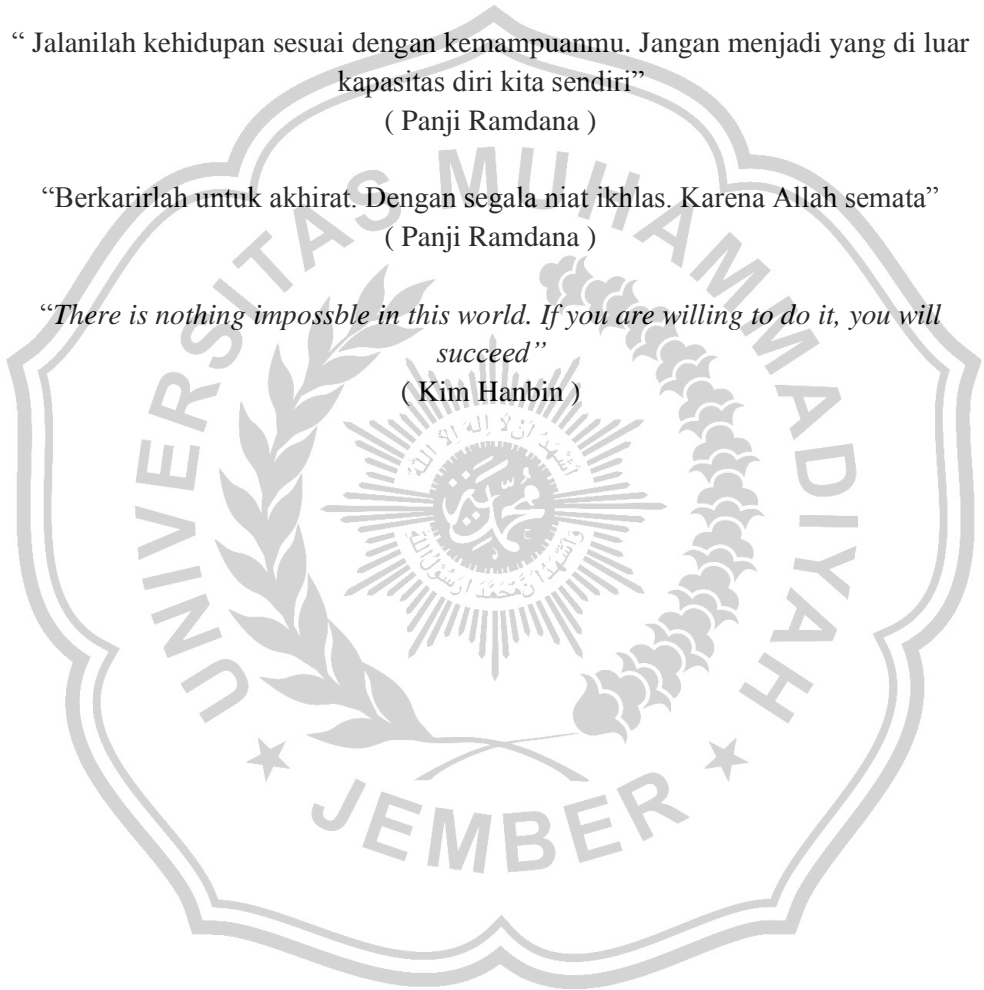 “ Jalanilah kehidupan sesuai dengan kemampuanmu. Jangan menjadi yang di luar
kapasitas diri kita sendiri”
( Panji Ramdana )
“Berkarirlah untuk akhirat. Dengan segala niat ikhlas. Karena Allah semata”
( Panji Ramdana )
“There is nothing impossble in this world. If you are willing to do it, you will
succeed”
( Kim Hanbin )
UNIVERSITAS MUHAMMADIYAH
JEMBER